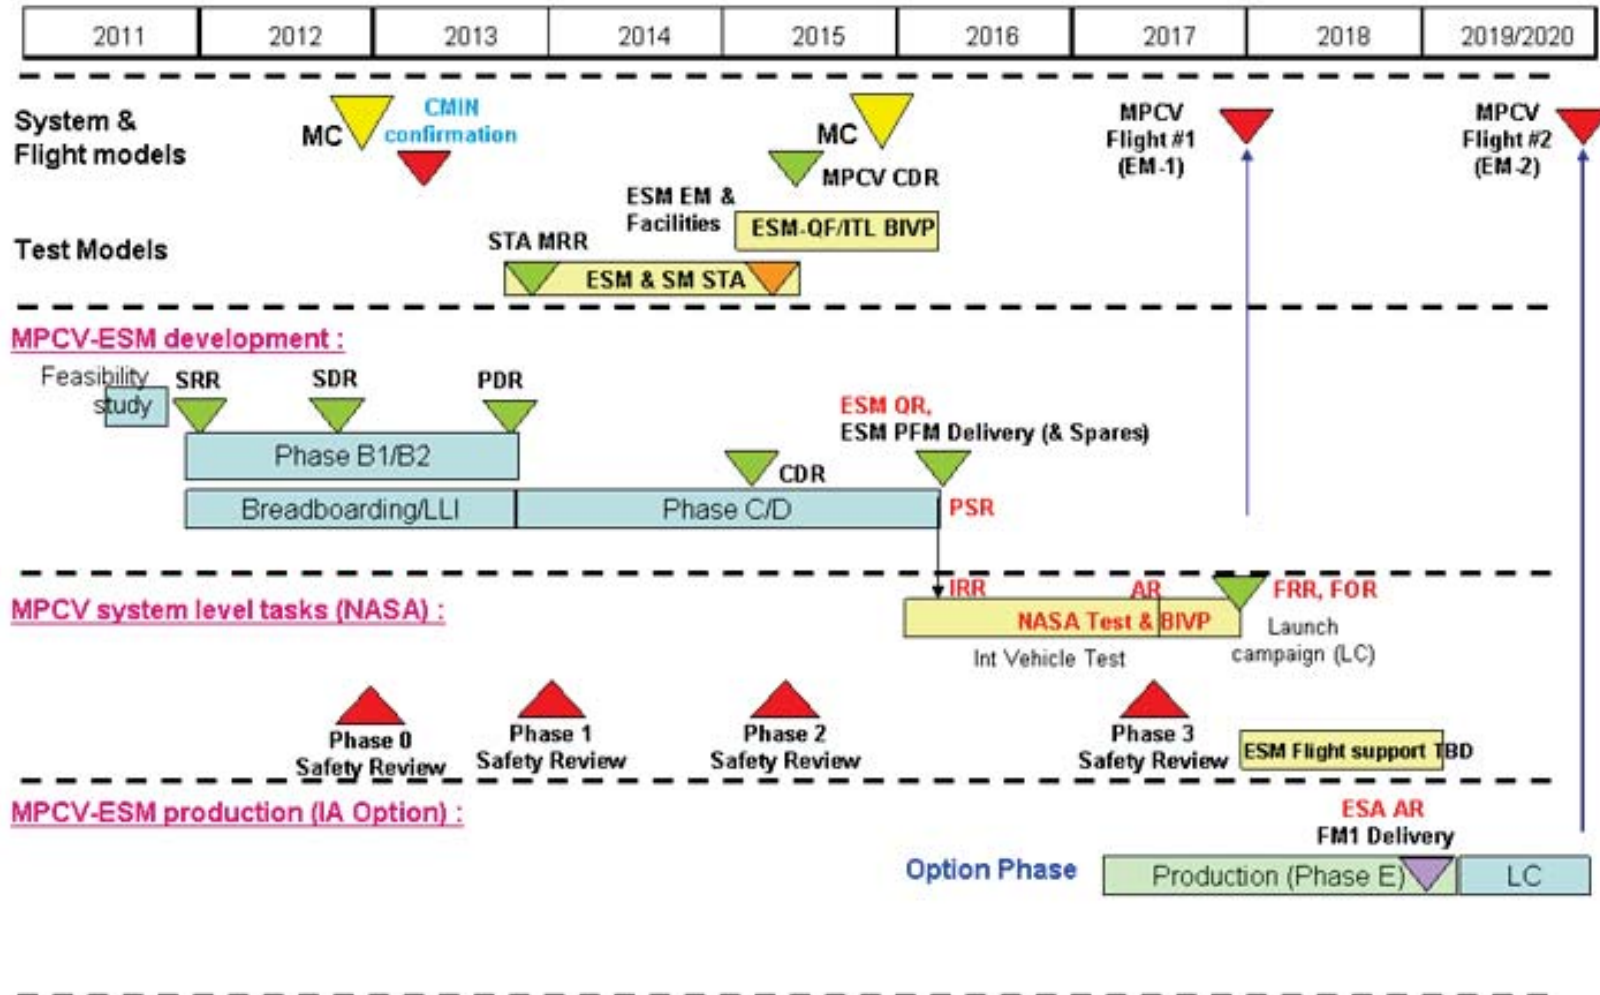 2011 2012 2013 2014 2015 2016 2017 2018 2019/2020
System &
Flight models
MC
CMIN
confirmation
MC
MPCV CDR
MPCV
Flight #1
(EM-1)
MPCV
Flight #2
(EM-2)
Test Models
STA MRR
ESM EM &
Facilities
ESM-QF/ITL BIVP
ESM & SM STA
MPCV-ESM development :
Feasibility
study
SRR
SDR
PDR
Phase B1/B2
ESM QR,
ESM PFM Delivery (& Spares)
CDR
Breadboarding/LLI
Phase C/D
PSR
MPCV system level tasks (NASA) :
IRR
AR
FRR, FOR
NASA Test & BIVP
Int Vehicle Test
Launch
campaign (LC)
Phase 0
Safety Review
Phase 1
Safety Review
Phase 2
Safety Review
Phase 3
Safety Review
ESM Flight support TBD
MPCV-ESM production (IA Option) :
ESA AR
FM1 Delivery
Option Phase
Production (Phase E)
LC